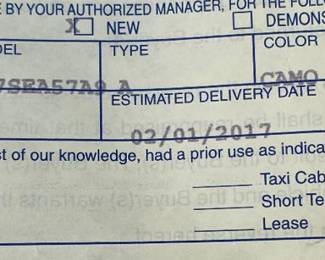 E BY YOUR AUTHORIZED MANAGER, FOR THE FOLL
X NEW DEMONS
DEL TYPE COLOR
7SEA57A9 A CAMO
ESTIMATED DELIVERY DATE
02/01/2017
st of our knowledge, had a prior use as indica
Taxi Cab
Short Te
Lease